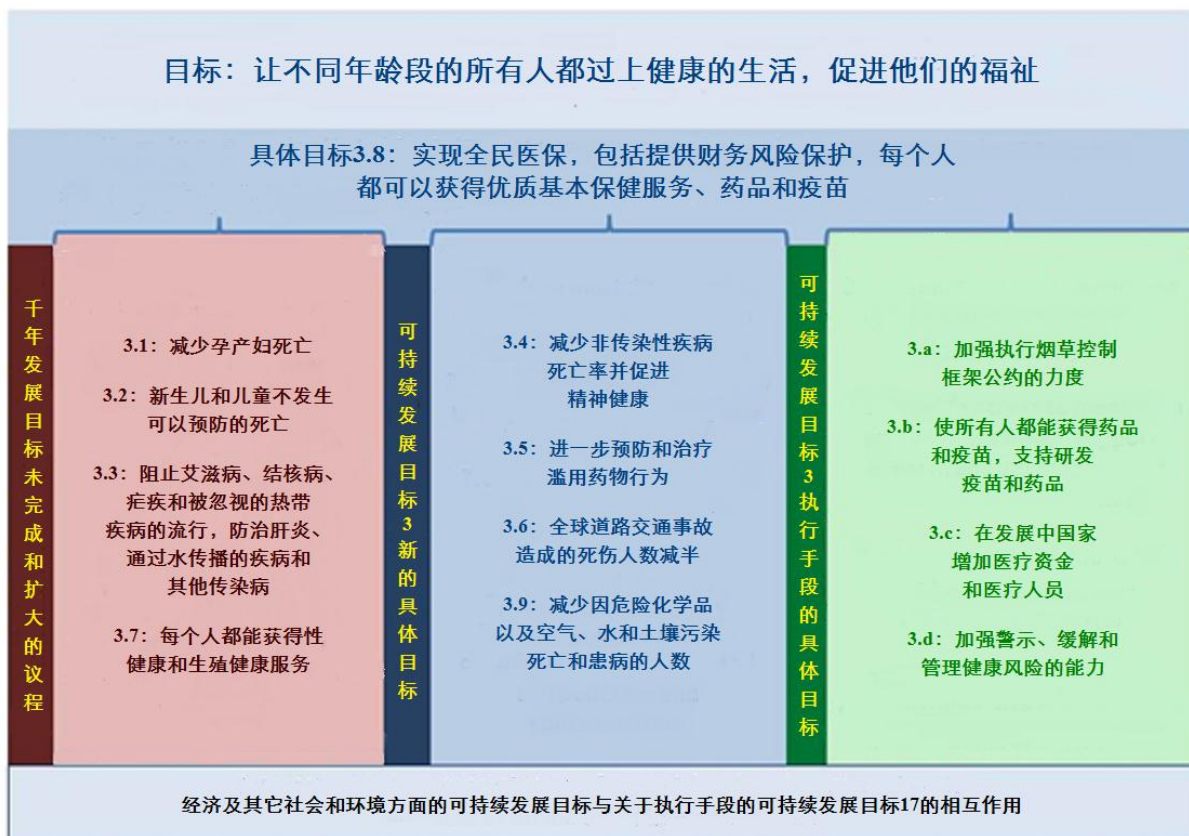 目标：让不同年龄段的所有人都过上健康的生活，促进他们的福祉
具体目标3.8：实现全民医保，包括提供财务风险保护，每个人
都可以获得优质基本保健服务、药品和疫苗
千年发展目标未完成和扩大的议程
3.1：减少孕产妇死亡
3.2：新生儿和儿童不发生
可以预防的死亡
3.3：阻止艾滋病、结核病、
疟疾和被忽视的热带
疾病的流行，防治肝炎、
通过水传播的疾病和
其他传染病
3.7：每个人都能获得性
健康和生殖健康服务
可持续发展目标3新的具体目标
3.4：减少非传染性疾病
死亡率并促进
精神健康
3.5：进一步预防和治疗
滥用药物行为
3.6：全球道路交通事故
造成的死伤人数减半
3.9：减少因危险化学品
以及空气、水和土壤污染
死亡和患病的人数
可持续发展目标3执行手段的具体目标
3.a：加强执行烟草控制
框架公约的力度
3.b：使所有人都能获得药品
和疫苗，支持研发
疫苗和药品
3.c：在发展中国家
增加医疗资金
和医疗人员
3.d：加强警示、缓解和
管理健康风险的能力
经济及其它社会和环境方面的可持续发展目标与关于执行手段的可持续发展目标17的相互作用